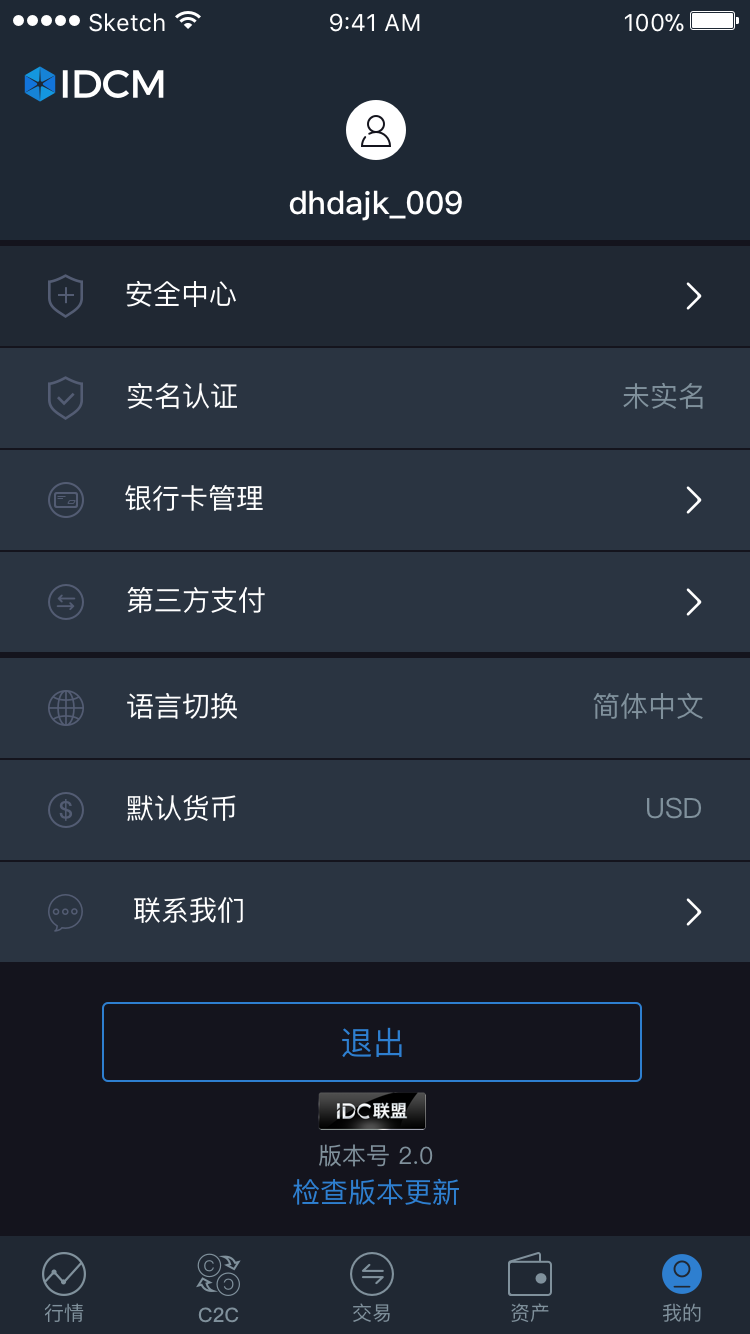 Sketch 9:41 AM 100%
IDCM
dhdajk_009
安全中心
实名认证 未实名
银行卡管理
第三方支付
语言切换 简体中文
默认货币 USD
联系我们
退出
IDC联盟
版本号 2.0
检查版本更新
行情 C2C 交易 资产 我的